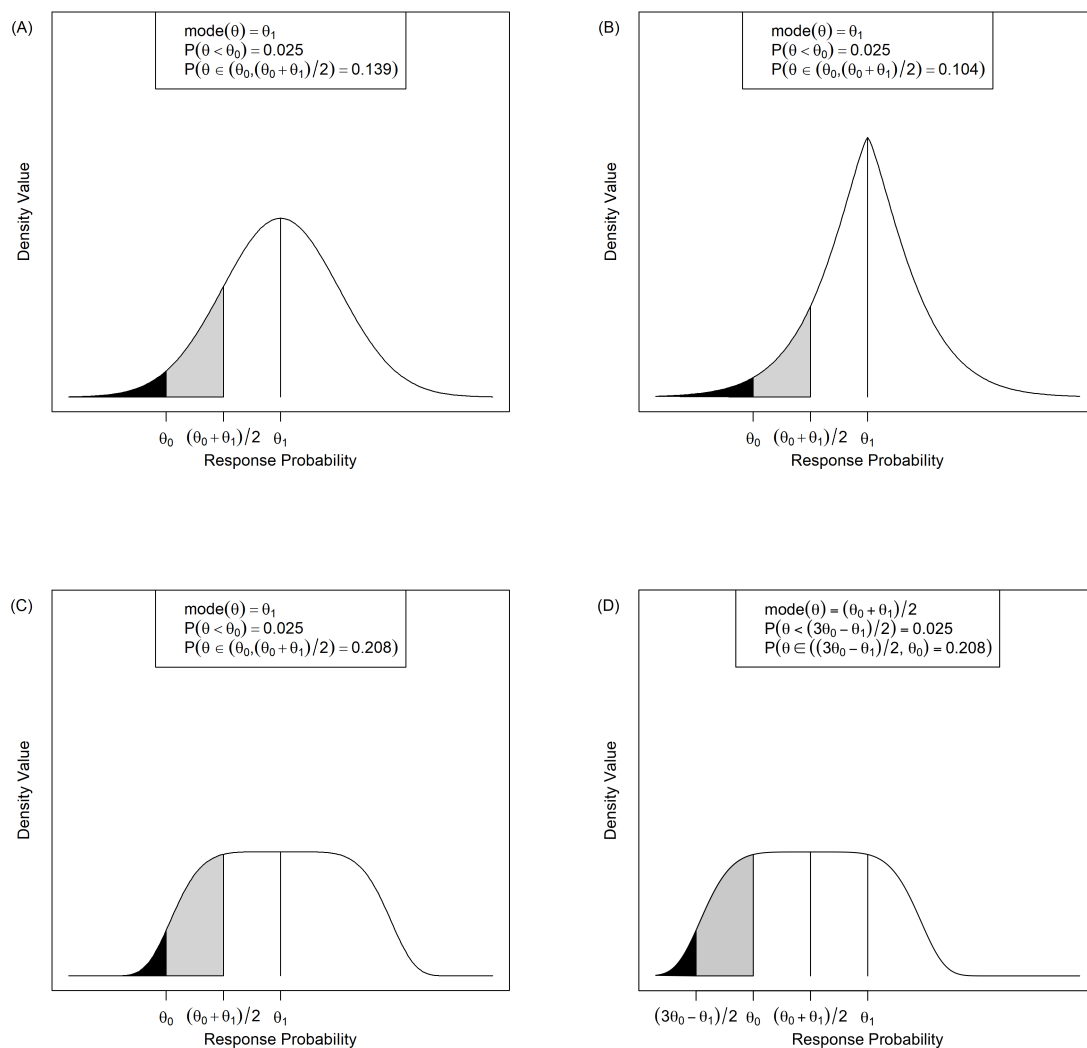 (A)
mode(θ) = θ₁
P(θ < θ₀) = 0.025
P(θ ∈ (θ₀,(θ₀ + θ₁)/2) = 0.139)
Density Value
θ₀ (θ₀ + θ₁)/2 θ₁
Response Probability
(B)
mode(θ) = θ₁
P(θ < θ₀) = 0.025
P(θ ∈ (θ₀,(θ₀ + θ₁)/2) = 0.104)
Density Value
θ₀ (θ₀ + θ₁)/2 θ₁
Response Probability
(C)
mode(θ) = θ₁
P(θ < θ₀) = 0.025
P(θ ∈ (θ₀,(θ₀ + θ₁)/2) = 0.208)
Density Value
θ₀ (θ₀ + θ₁)/2 θ₁
Response Probability
(D)
mode(θ) = (θ₀ + θ₁)/2
P(θ < (3θ₀ − θ₁)/2) = 0.025
P(θ ∈ ((3θ₀ − θ₁)/2, θ₀) = 0.208)
Density Value
(3θ₀ − θ₁)/2 θ₀ (θ₀ + θ₁)/2 θ₁
Response Probability